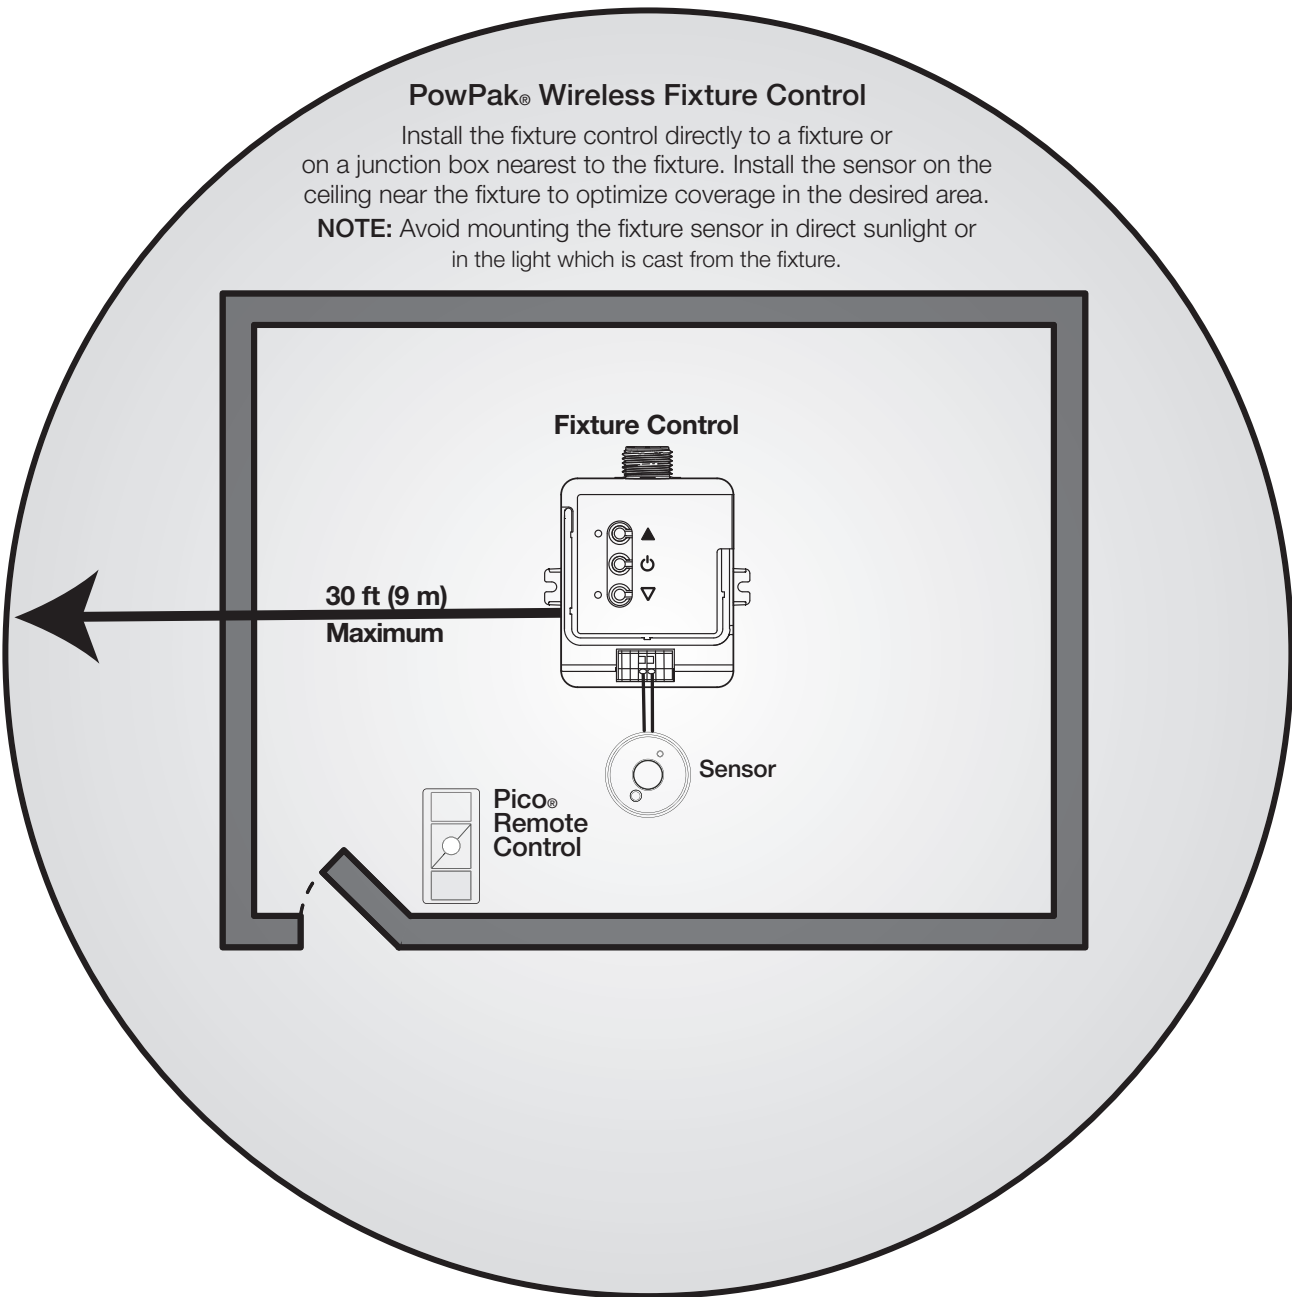 PowPak® Wireless Fixture Control
Install the fixture control directly to a fixture or
on a junction box nearest to the fixture. Install the sensor on the
ceiling near the fixture to optimize coverage in the desired area.
NOTE: Avoid mounting the fixture sensor in direct sunlight or
in the light which is cast from the fixture.
Fixture Control
30 ft (9 m)
Maximum
Sensor
Pico®
Remote
Control